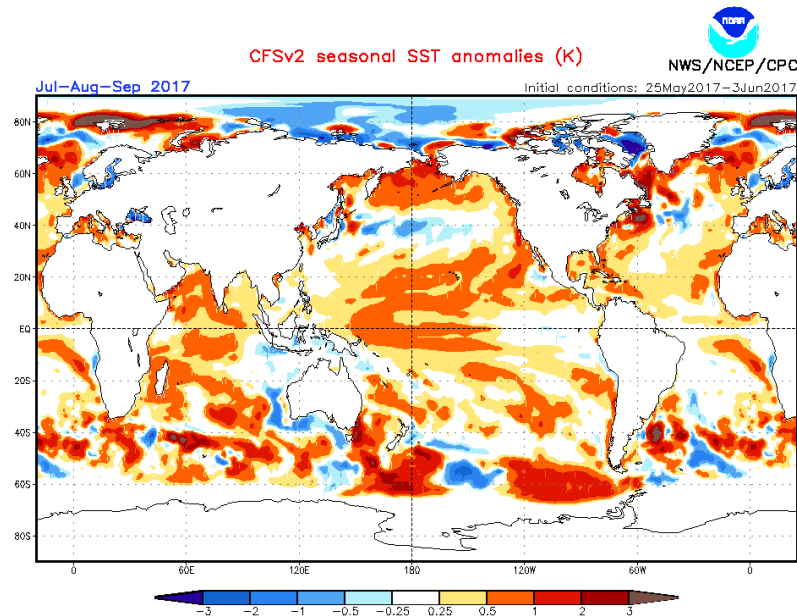 NOAA
CFSv2 seasonal SST anomalies (K)
NWS/NCEP/CPC
Jul-Aug-Sep 2017
Initial conditions: 25May2017-3Jun2017
80N
60N
40N
20N
EQ
20S
40S
60S
80S
0 60E 120E 180 120W 60W 0
-3 -2 -1 -0.5 -0.25 0.25 0.5 1 2 3